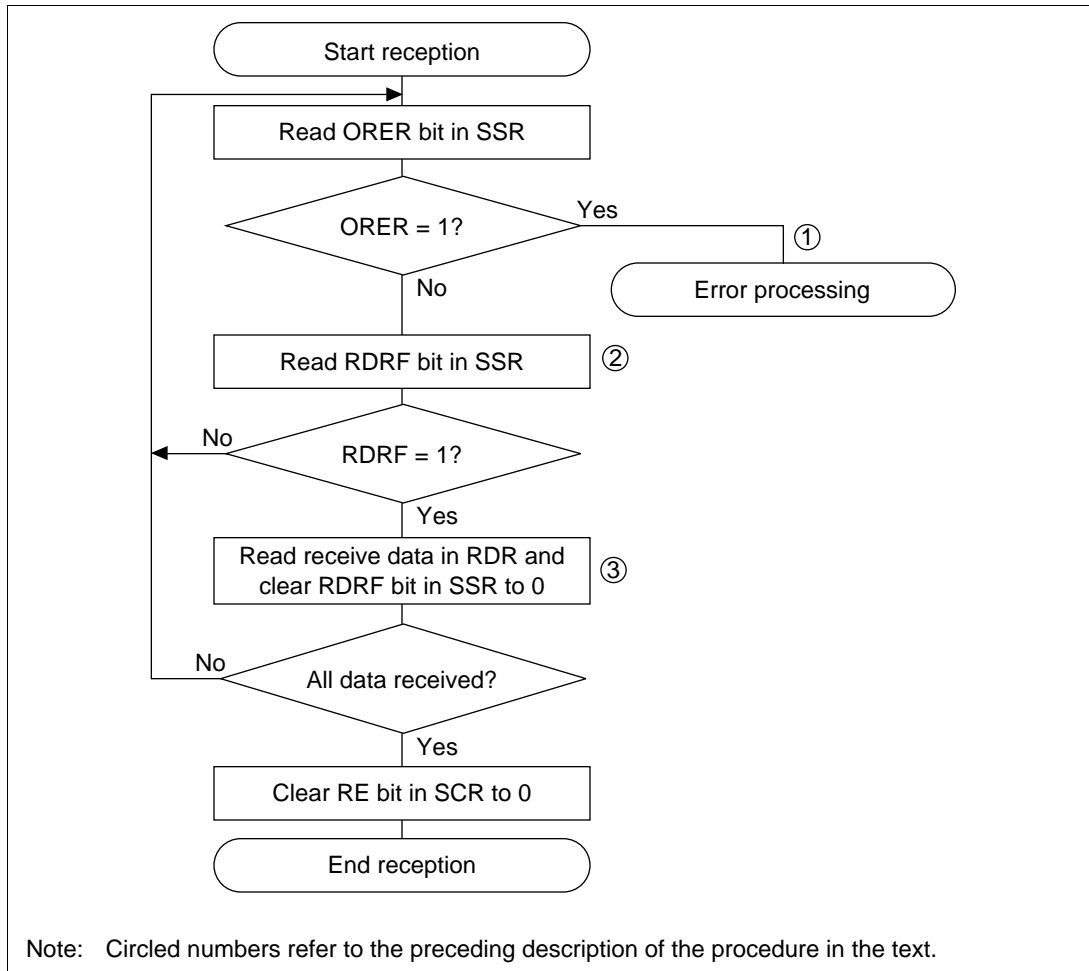 Start reception
Read ORER bit in SSR
ORER = 1?
Yes
①
Error processing
No
Read RDRF bit in SSR
②
No
RDRF = 1?
Yes
Read receive data in RDR and
clear RDRF bit in SSR to 0
③
No
All data received?
Yes
Clear RE bit in SCR to 0
End reception
Note: Circled numbers refer to the preceding description of the procedure in the text.